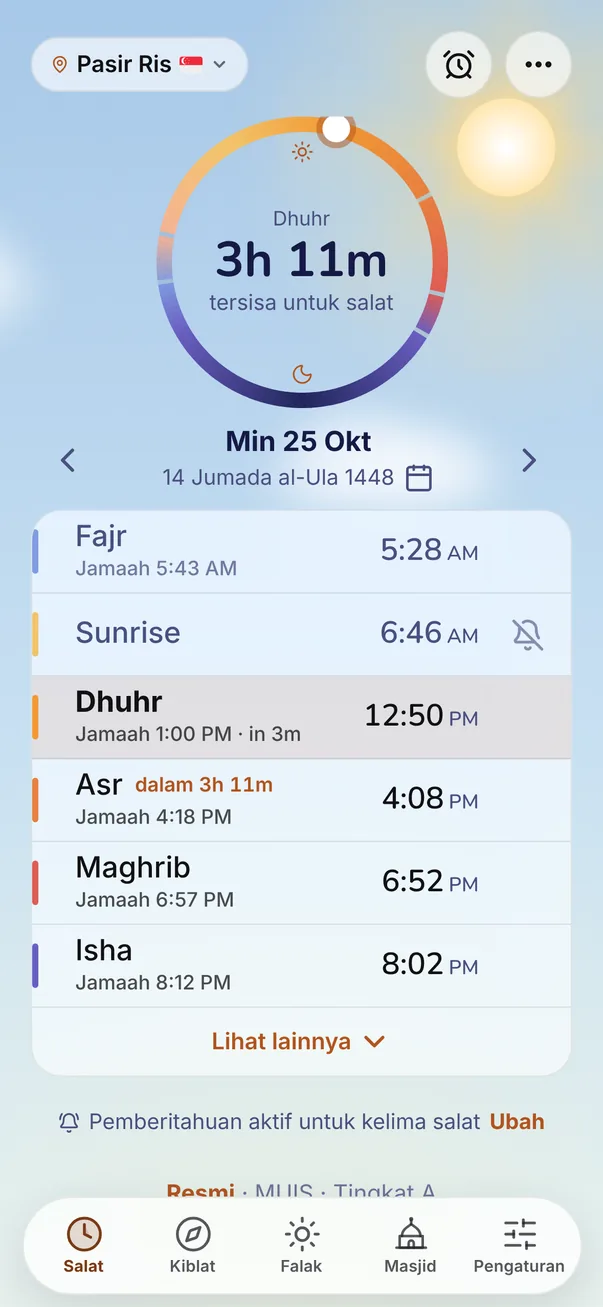 Pasir Ris
Dhuhr
3h 11m
tersisa untuk salat
Min 25 Okt
14 Jumada al-Ula 1448
Fajr
Jamaah 5:43 AM
5:28 AM
Sunrise
6:46 AM
Dhuhr
Jamaah 1:00 PM · in 3m
12:50 PM
Asr dalam 3h 11m
Jamaah 4:18 PM
4:08 PM
Maghrib
Jamaah 6:57 PM
6:52 PM
Isha
Jamaah 8:12 PM
8:02 PM
Lihat lainnya
Pemberitahuan aktif untuk kelima salat Ubah
Resmi · MUIS · Tingkat A
Salat
Kiblat
Falak
Masjid
Pengaturan